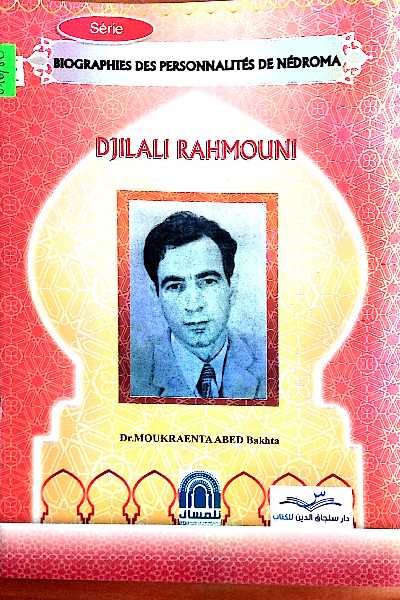 Série
BIOGRAPHIES DES PERSONNALITÉS DE NÉDROMA
DJILALI RAHMOUNI
Dr.MOUKRAENTA ABED Bakhta
تلمسان
دار سنجاق الدين للكتاب